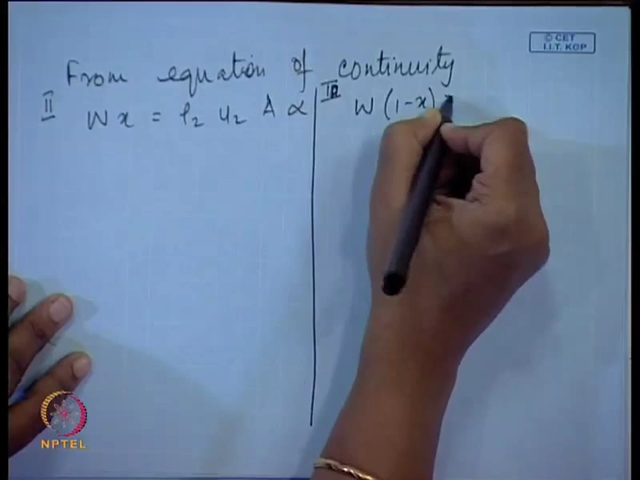 From equation of continuity
II W x = ρ₂ u₂ A α
III W (1-x) =
© CET
I.I.T. KGP
NPTEL